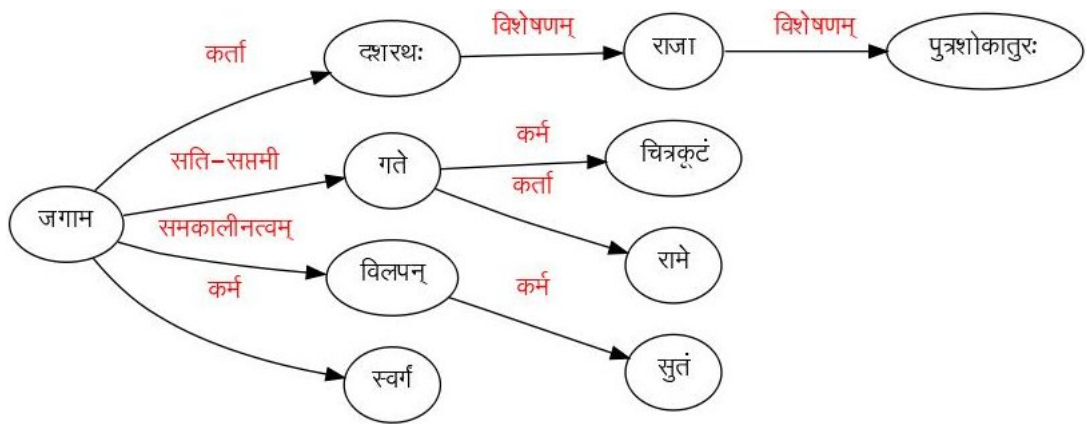 विशेषणम्
विशेषणम्
दशरथः
राजा
पुत्रशोकातुरः
कर्ता
कर्म
चित्रकूटं
सति-सप्तमी
गते
कर्ता
जगाम
समकालीनत्वम्
रामे
कर्म
विलपन्
कर्म
स्वर्गं
सुतं